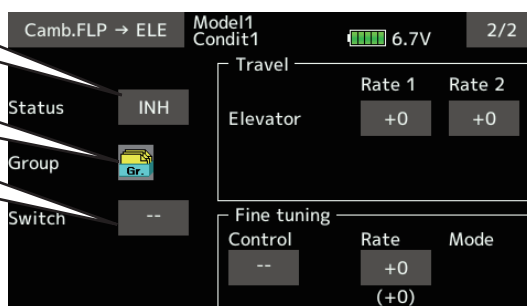 Camb.FLP → ELE
Model1
Condit1
6.7V
2/2
Status
INH
Group
Gr.
Switch
--
Travel
Rate 1 Rate 2
Elevator +0 +0
Fine tuning
Control Rate Mode
-- +0
(+0)